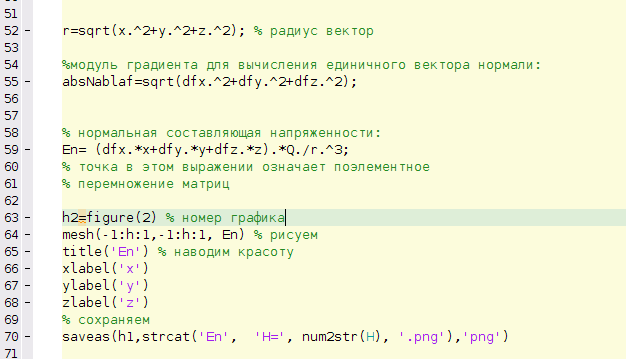 51
52 - r=sqrt(x.^2+y.^2+z.^2); % радиус вектор
53
54 %модуль градиента для вычисления единичного вектора нормали:
55 - absNablaf=sqrt(dfx.^2+dfy.^2+dfz.^2);
56
57
58 % нормальная составляющая напряженности:
59 - En= (dfx.*x+dfy.*y+dfz.*z).*Q./r.^3;
60 % точка в этом выражении означает поэлементное
61 % перемножение матриц
62
63 - h2=figure(2) % номер графика
64 - mesh(-1:h:1,-1:h:1, En) % рисуем
65 - title('En') % наводим красоту
66 - xlabel('x')
67 - ylabel('y')
68 - zlabel('z')
69 % сохраняем
70 - saveas(h1,strcat('En',  'H=', num2str(H), '.png'),'png')
71